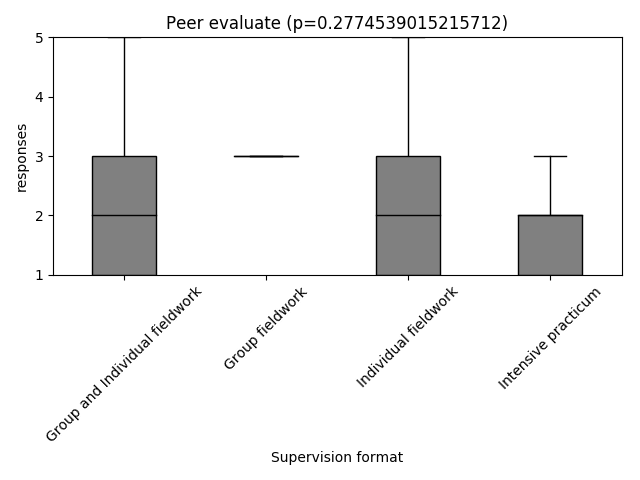 Peer evaluate (p=0.2774539015215712)
5
4
3
2
1
responses
Group and Individual fieldwork
Group fieldwork
Individual fieldwork
Intensive practicum
Supervision format